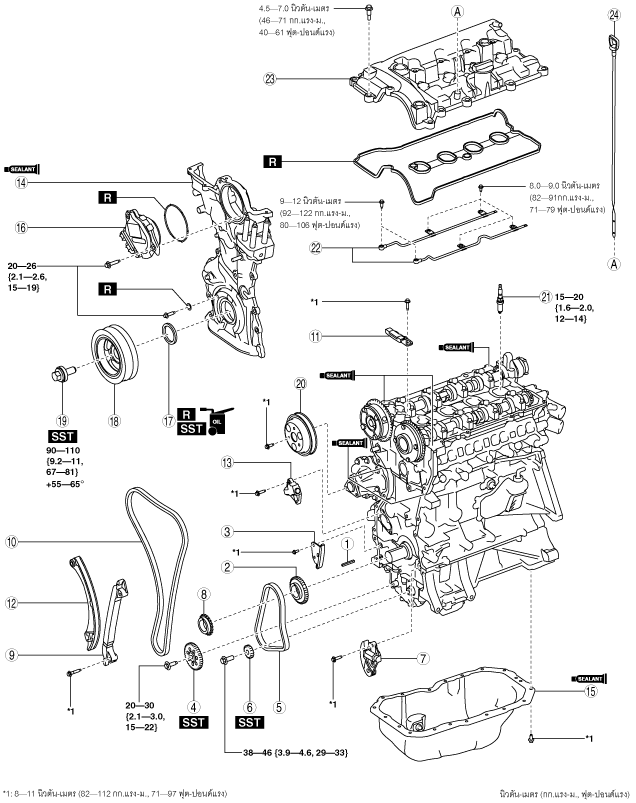 4.5—7.0 นิวตัน-เมตร
(46—71 กก.แรง-ม.,
40—61 ฟุต-ปอนด์แรง)
A
24
23
SEALANT
14
R
R
8.0—9.0 นิวตัน-เมตร
(82—91กก.แรง-ม.,
71—79 ฟุต-ปอนด์แรง)
9—12 นิวตัน-เมตร
(92—122 กก.แรง-ม.,
80—106 ฟุต-ปอนด์แรง)
16
22
A
20—26
{2.1—2.6,
15—19}
R
*1
21
15—20
{1.6—2.0,
12—14}
11
SEALANT
SEALANT
19
18
17
20
SST
R
SST
OIL
*1
90—110
{9.2—11,
67—81}
+55—65°
SEALANT
13
*1
*1
3
1
10
*1
2
8
12
9
7
*1
*1
20—30
{2.1—3.0,
15—22}
4
6
5
SST
SST
SEALANT
15
38—46 {3.9—4.6, 29—33}
*1
*1: 8—11 นิวตัน-เมตร (82—112 กก.แรง-ม., 71—97 ฟุต-ปอนด์แรง)
นิวตัน-เมตร (กก.แรง-ม., ฟุต-ปอนด์แรง)